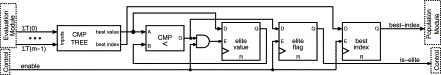 Evaluation
Module
ΣT(0)
ΣT(m−1)
inputs
CMP
TREE
best value
best index
A
B
CMP
<
O
D
Q
elite
value
E
n
D
Q
elite
flag
n
D
Q
best
index
E
n
best−index
Population
Module
Control
enable
is−elite
Control